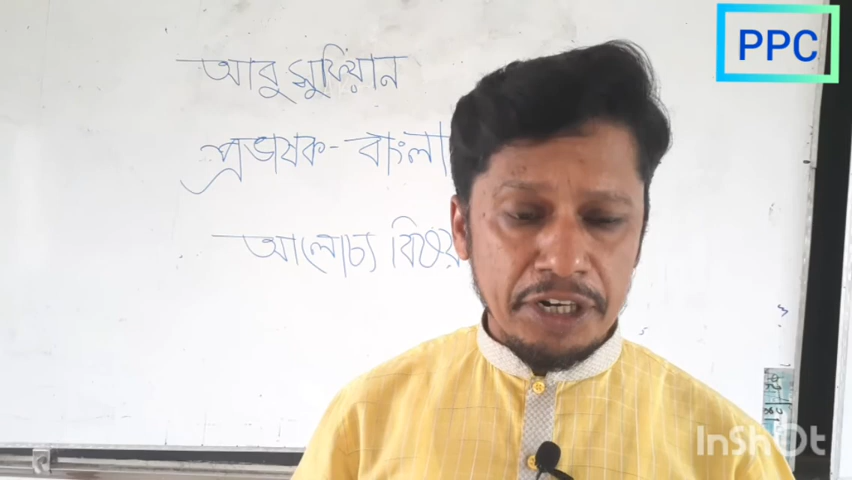 PPC
আবু সুফিয়ান
প্রভাষক - বাংলা
আলোচ্য বিষয়
InShot